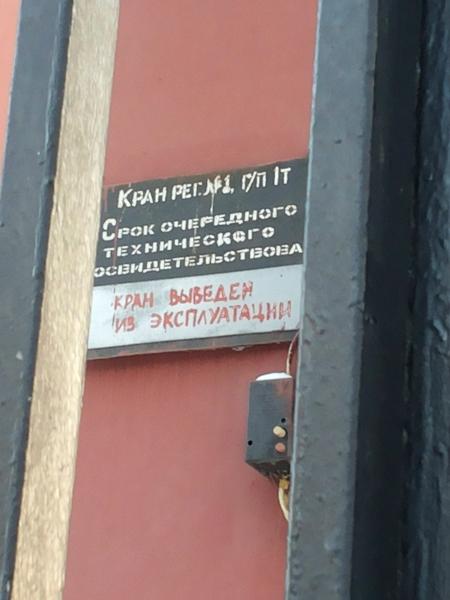 Кран рег.№1, г/п 1т
Срок очередного
технического
освидетельствова
кран выведен
из эксплуатации